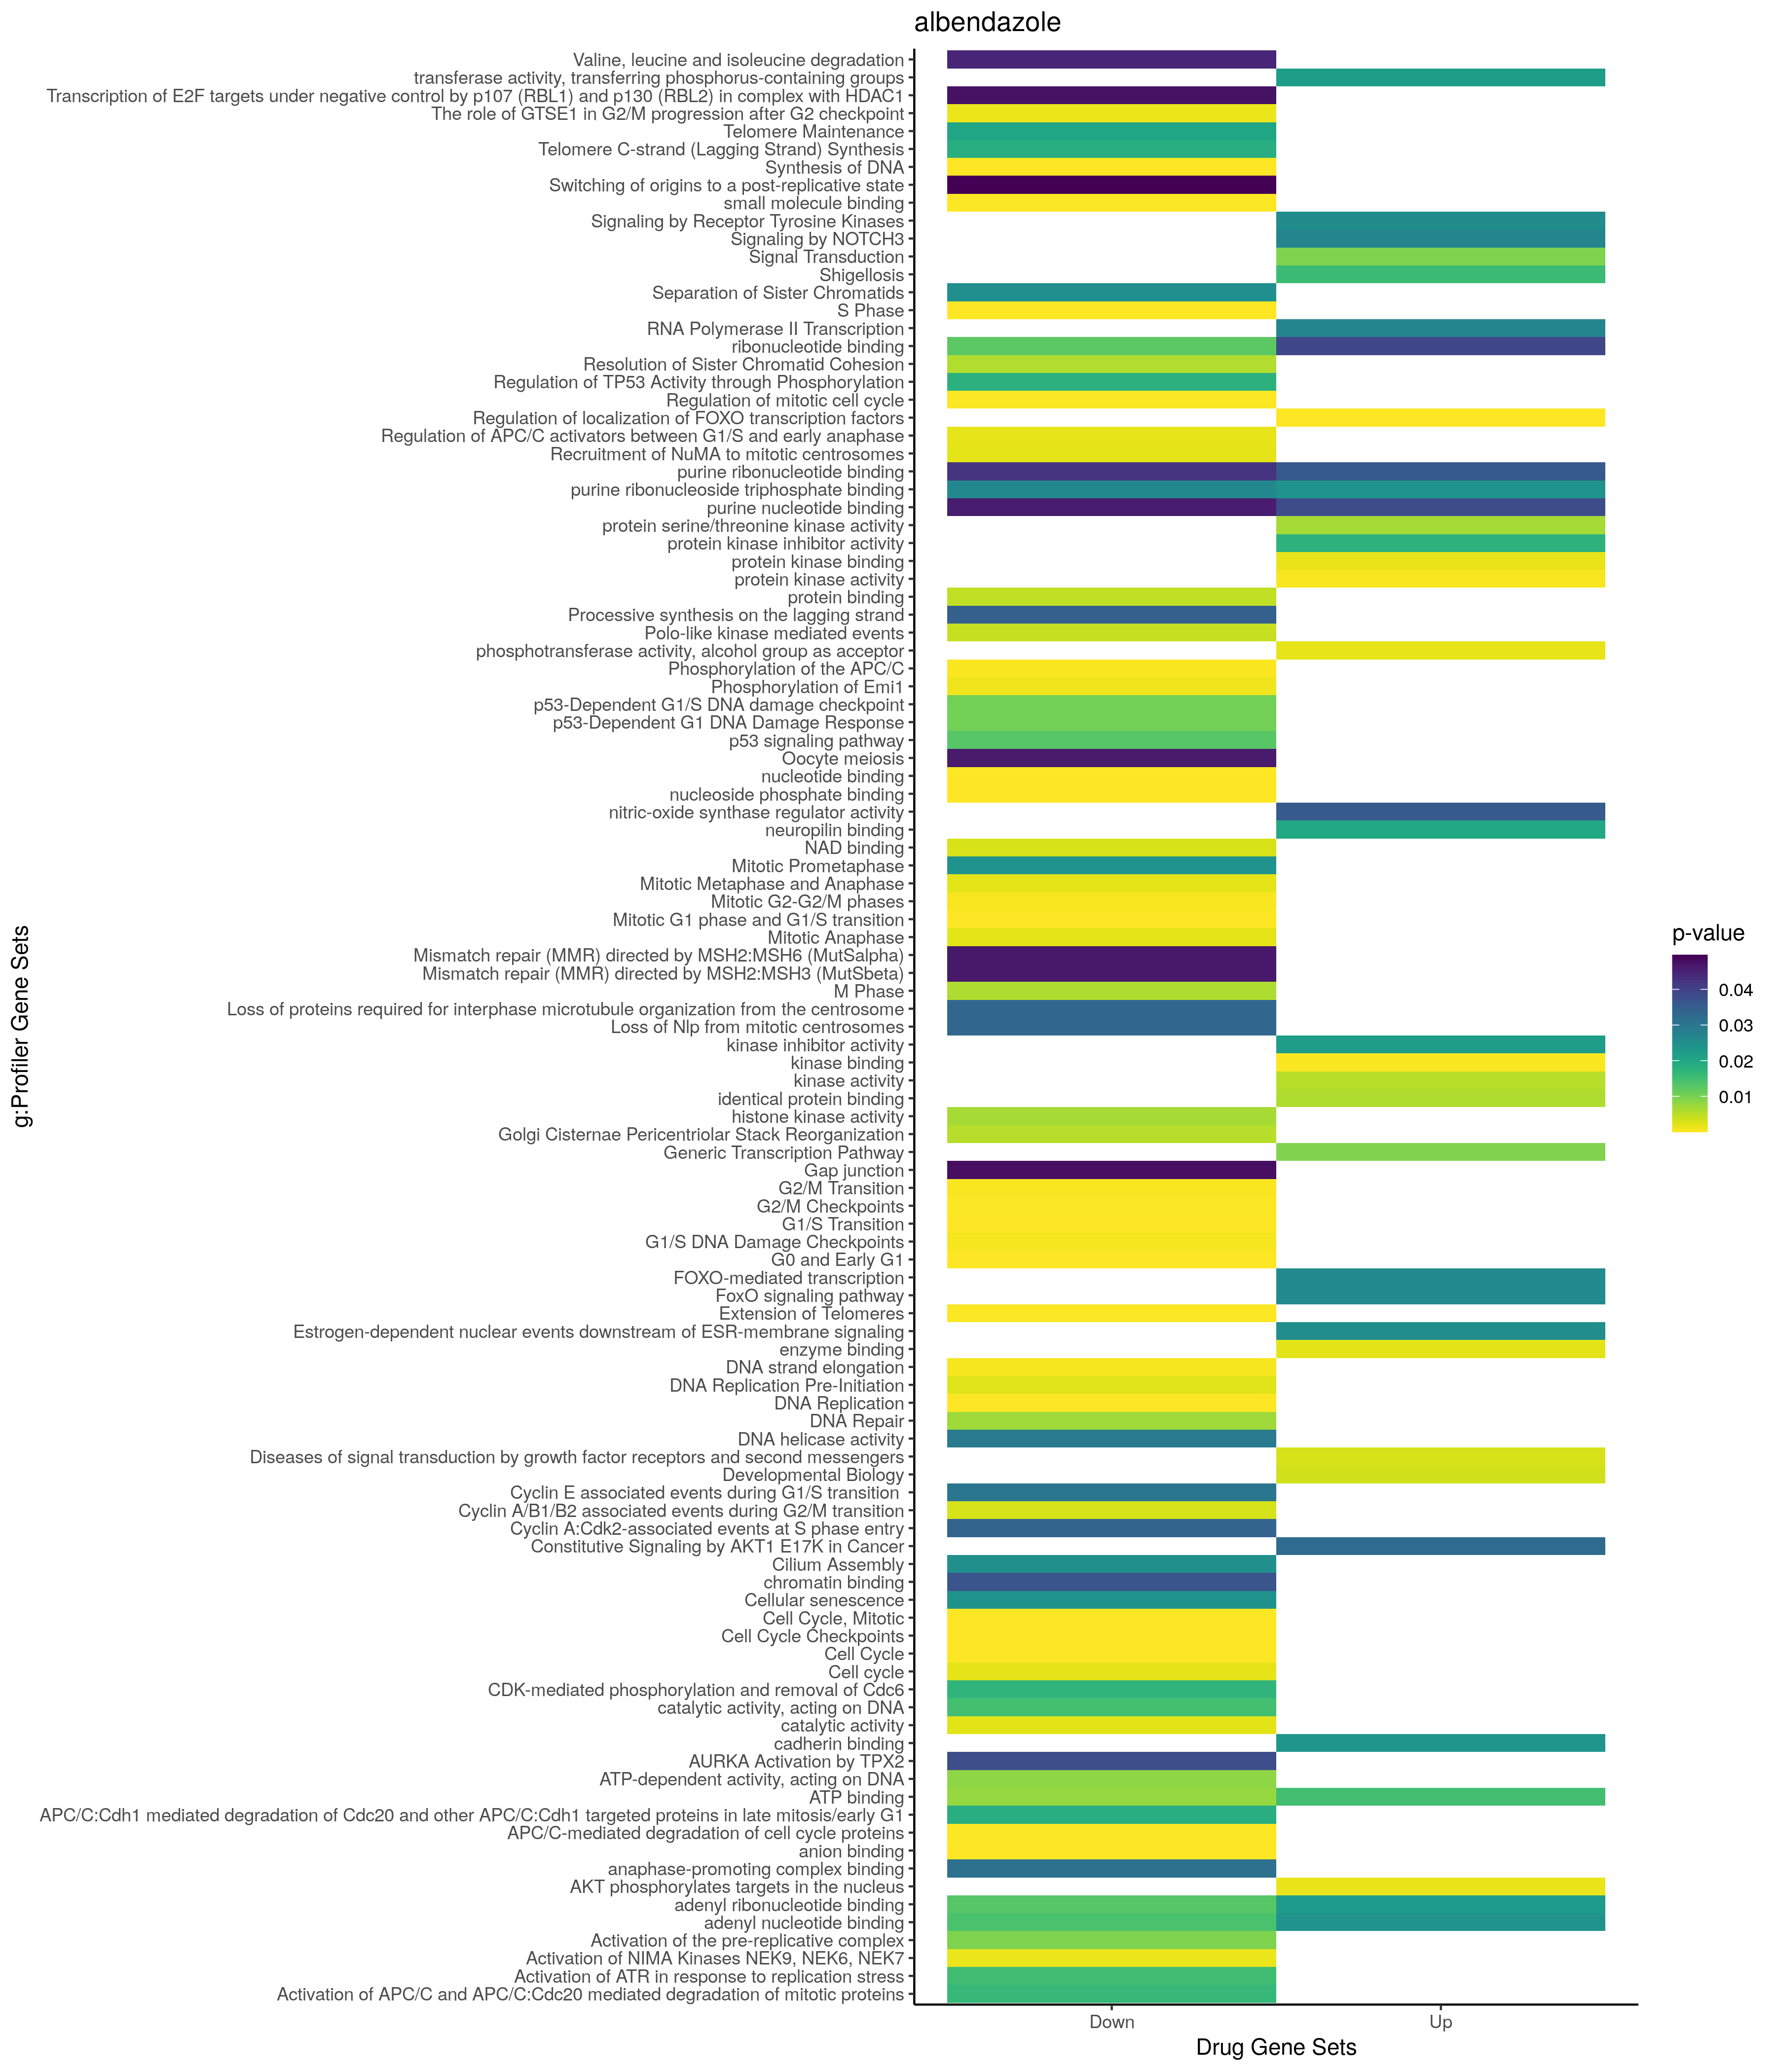 albendazole
Valine, leucine and isoleucine degradation
transferase activity, transferring phosphorus-containing groups
Transcription of E2F targets under negative control by p107 (RBL1) and p130 (RBL2) in complex with HDAC1
The role of GTSE1 in G2/M progression after G2 checkpoint
Telomere Maintenance
Telomere C-strand (Lagging Strand) Synthesis
Synthesis of DNA
Switching of origins to a post-replicative state
small molecule binding
Signaling by Receptor Tyrosine Kinases
Signaling by NOTCH3
Signal Transduction
Shigellosis
Separation of Sister Chromatids
S Phase
RNA Polymerase II Transcription
ribonucleotide binding
Resolution of Sister Chromatid Cohesion
Regulation of TP53 Activity through Phosphorylation
Regulation of mitotic cell cycle
Regulation of localization of FOXO transcription factors
Regulation of APC/C activators between G1/S and early anaphase
Recruitment of NuMA to mitotic centrosomes
purine ribonucleotide binding
purine ribonucleoside triphosphate binding
purine nucleotide binding
protein serine/threonine kinase activity
protein kinase inhibitor activity
protein kinase binding
protein kinase activity
protein binding
Processive synthesis on the lagging strand
Polo-like kinase mediated events
phosphotransferase activity, alcohol group as acceptor
Phosphorylation of the APC/C
Phosphorylation of Emi1
p53-Dependent G1/S DNA damage checkpoint
p53-Dependent G1 DNA Damage Response
p53 signaling pathway
Oocyte meiosis
nucleotide binding
nucleoside phosphate binding
nitric-oxide synthase regulator activity
neuropilin binding
NAD binding
Mitotic Prometaphase
Mitotic Metaphase and Anaphase
Mitotic G2-G2/M phases
Mitotic G1 phase and G1/S transition
Mitotic Anaphase
Mismatch repair (MMR) directed by MSH2:MSH6 (MutSalpha)
Mismatch repair (MMR) directed by MSH2:MSH3 (MutSbeta)
M Phase
Loss of proteins required for interphase microtubule organization from the centrosome
Loss of Nlp from mitotic centrosomes
kinase inhibitor activity
kinase binding
kinase activity
identical protein binding
histone kinase activity
Golgi Cisternae Pericentriolar Stack Reorganization
Generic Transcription Pathway
Gap junction
G2/M Transition
G2/M Checkpoints
G1/S Transition
G1/S DNA Damage Checkpoints
G0 and Early G1
FOXO-mediated transcription
FoxO signaling pathway
Extension of Telomeres
Estrogen-dependent nuclear events downstream of ESR-membrane signaling
enzyme binding
DNA strand elongation
DNA Replication Pre-Initiation
DNA Replication
DNA Repair
DNA helicase activity
Diseases of signal transduction by growth factor receptors and second messengers
Developmental Biology
Cyclin E associated events during G1/S transition
Cyclin A/B1/B2 associated events during G2/M transition
Cyclin A:Cdk2-associated events at S phase entry
Constitutive Signaling by AKT1 E17K in Cancer
Cilium Assembly
chromatin binding
Cellular senescence
Cell Cycle, Mitotic
Cell Cycle Checkpoints
Cell Cycle
Cell cycle
CDK-mediated phosphorylation and removal of Cdc6
catalytic activity, acting on DNA
catalytic activity
cadherin binding
AURKA Activation by TPX2
ATP-dependent activity, acting on DNA
ATP binding
APC/C:Cdh1 mediated degradation of Cdc20 and other APC/C:Cdh1 targeted proteins in late mitosis/early G1
APC/C-mediated degradation of cell cycle proteins
anion binding
anaphase-promoting complex binding
AKT phosphorylates targets in the nucleus
adenyl ribonucleotide binding
adenyl nucleotide binding
Activation of the pre-replicative complex
Activation of NIMA Kinases NEK9, NEK6, NEK7
Activation of ATR in response to replication stress
Activation of APC/C and APC/C:Cdc20 mediated degradation of mitotic proteins
g:Profiler Gene Sets
Down
Up
Drug Gene Sets
p-value
0.04
0.03
0.02
0.01